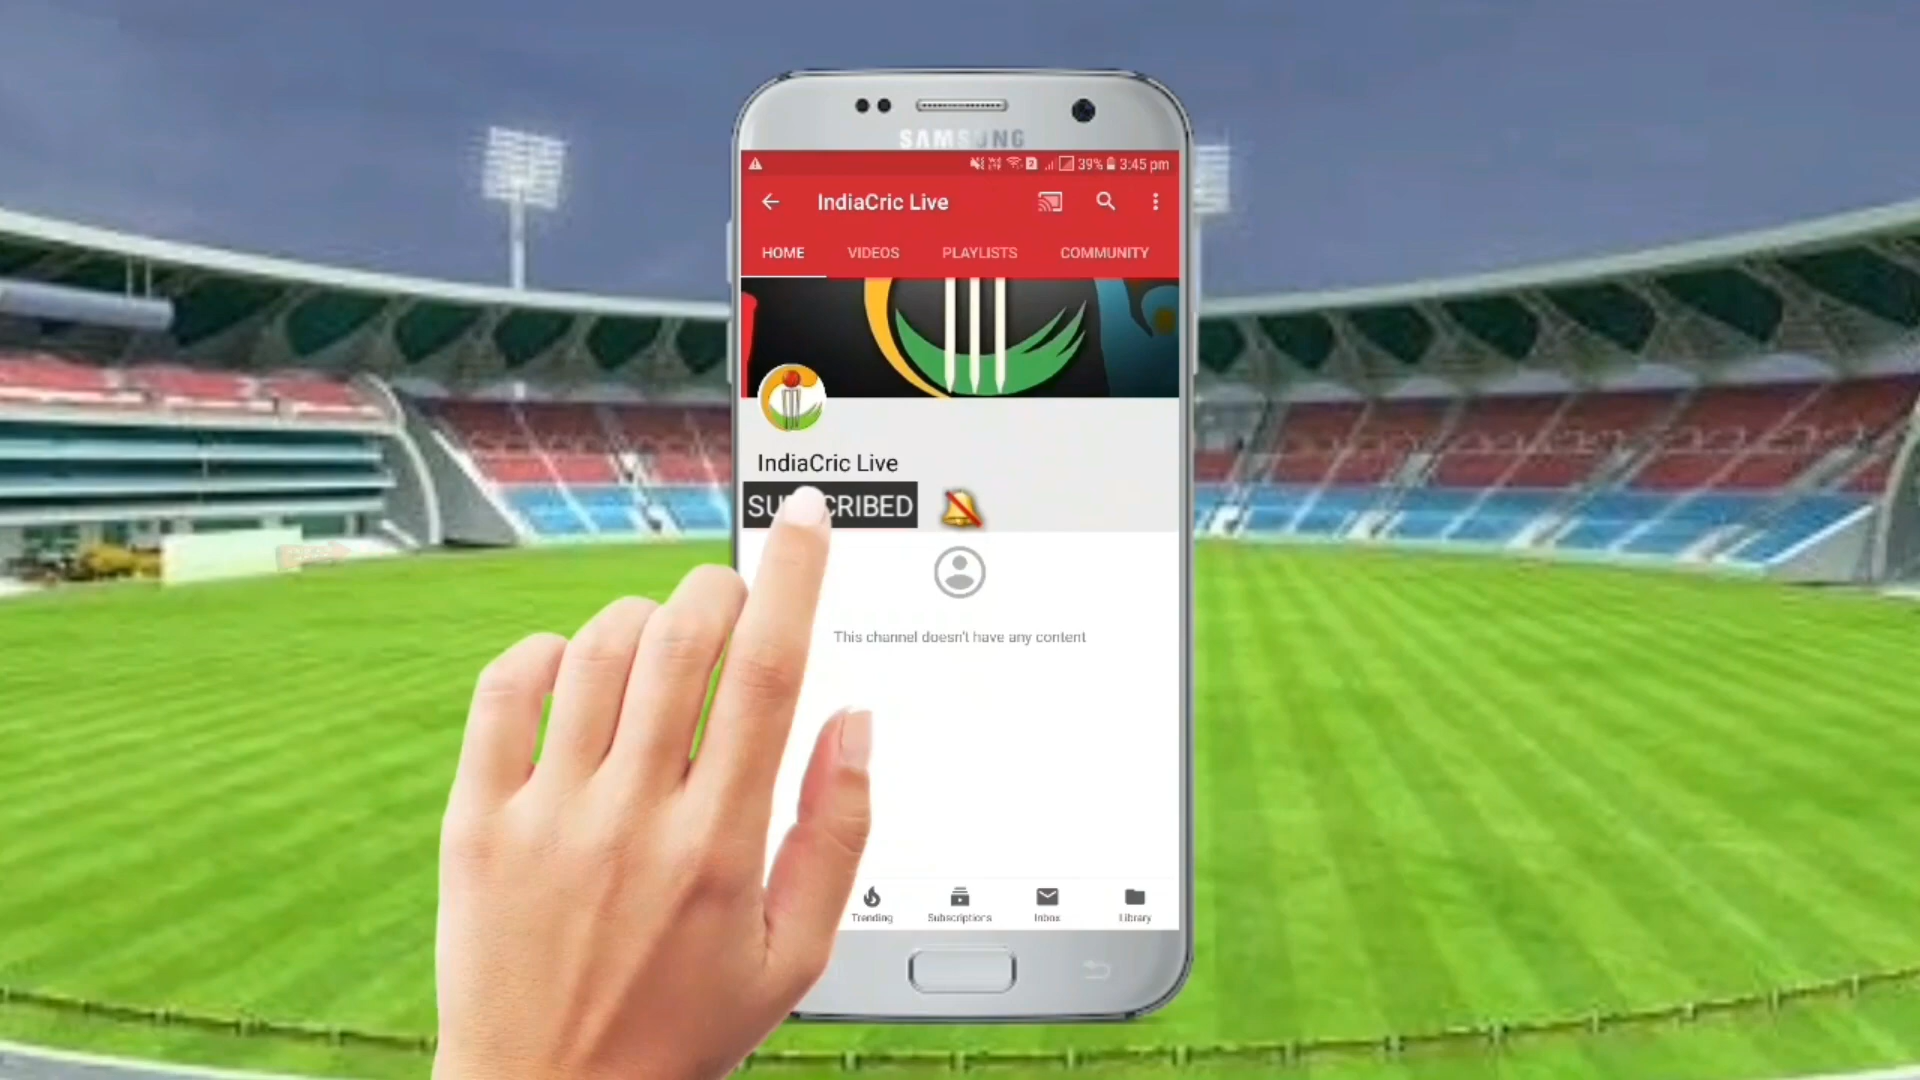 SAMSUNG
39% 3:45 pm
IndiaCric Live
HOME VIDEOS PLAYLISTS COMMUNITY
IndiaCric Live
SUBSCRIBED
This channel doesn't have any content
Trending Subscriptions Inbox Library